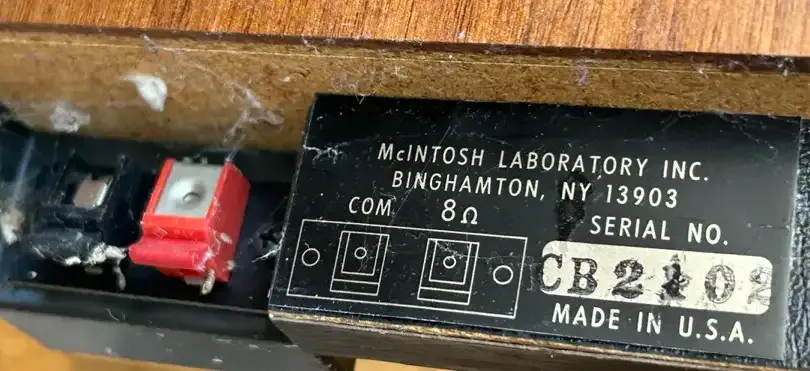 McINTOSH LABORATORY INC.
BINGHAMTON, NY 13903
COM 8Ω
SERIAL NO.
MADE IN U.S.A.